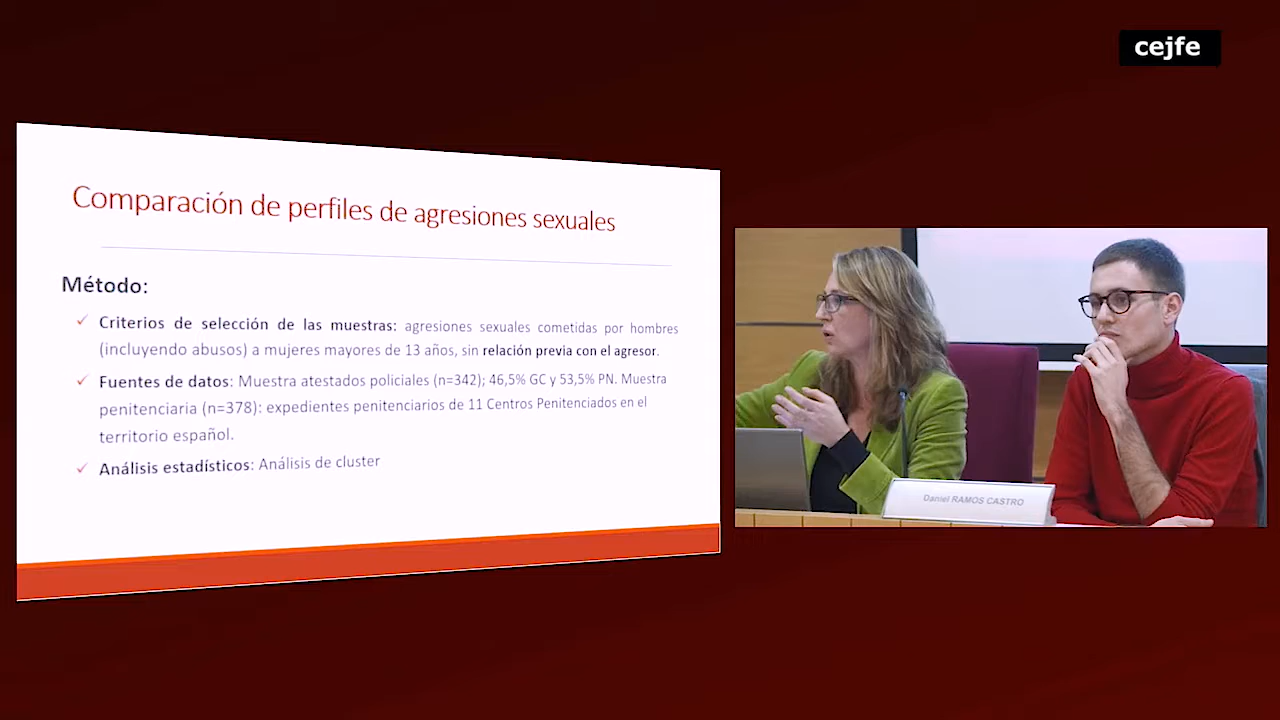 cejfe
Comparación de perfiles de agresiones sexuales
Método:
✓ Criterios de selección de las muestras: agresiones sexuales cometidas por hombres
(incluyendo abusos) a mujeres mayores de 13 años, sin relación previa con el agresor.
✓ Fuentes de datos: Muestra atestados policiales (n=342); 46,5% GC y 53,5% PN. Muestra
penitenciaria (n=378): expedientes penitenciarios de 11 Centros Penitenciados en el
territorio español.
✓ Análisis estadísticos: Análisis de cluster
Daniel RAMOS CASTRO